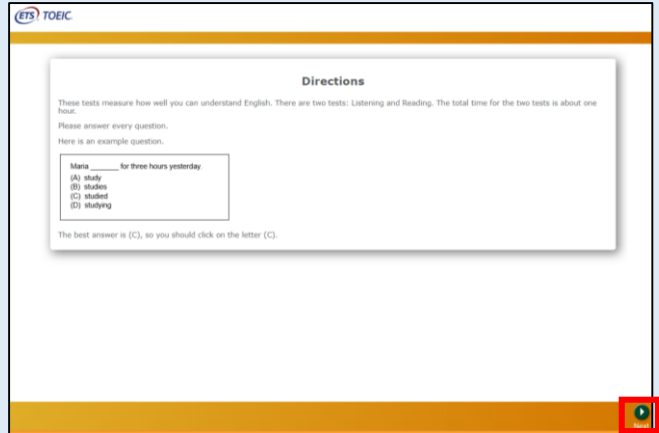 ETS TOEIC.
Directions
These tests measure how well you can understand English. There are two tests: Listening and Reading. The total time for the two tests is about one
hour.
Please answer every question.
Here is an example question.
Maria ______ for three hours yesterday.
(A) study
(B) studies
(C) studied
(D) studying
The best answer is (C), so you should click on the letter (C).
Next